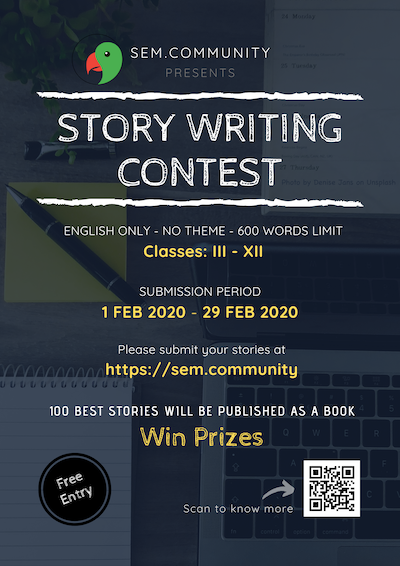 SEM.COMMUNITY
PRESENTS
STORY WRITING
CONTEST
ENGLISH ONLY - NO THEME - 600 WORDS LIMIT
Classes: III - XII
SUBMISSION PERIOD
1 FEB 2020 - 29 FEB 2020
Please submit your stories at
https://sem.community
100 BEST STORIES WILL BE PUBLISHED AS A BOOK
Win Prizes
Free
Entry
Scan to know more